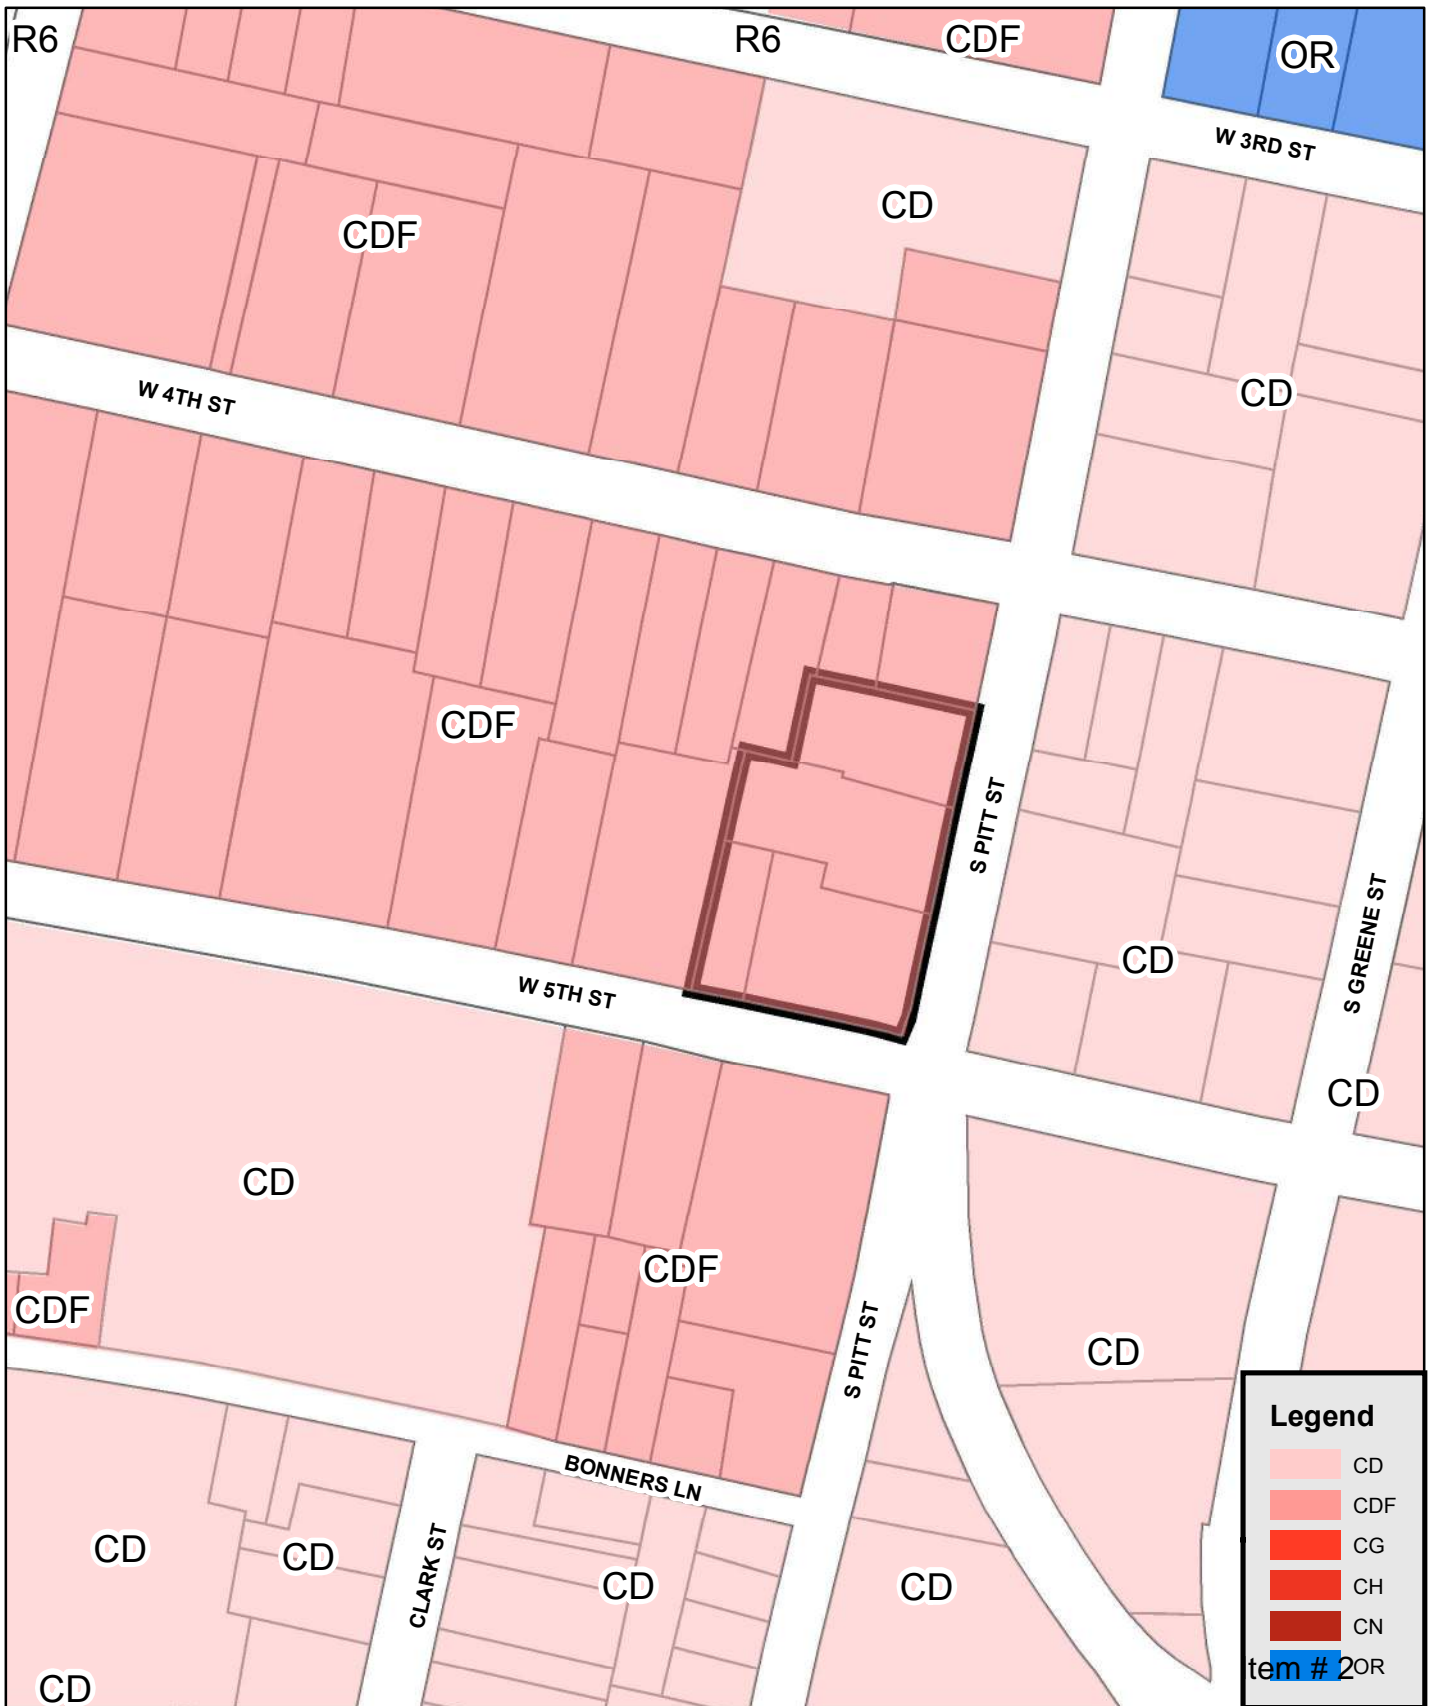 R6
R6
CDF
OR
W 3RD ST
CD
CDF
CD
W 4TH ST
CDF
S PITT ST
S GREENE ST
CD
W 5TH ST
CD
CD
CDF
CDF
CD
S PITT ST
Legend
CD
CDF
CG
CH
CN
OR
BONNERS LN
CLARK ST
CD
CD
CD
CD
CD
tem # 2